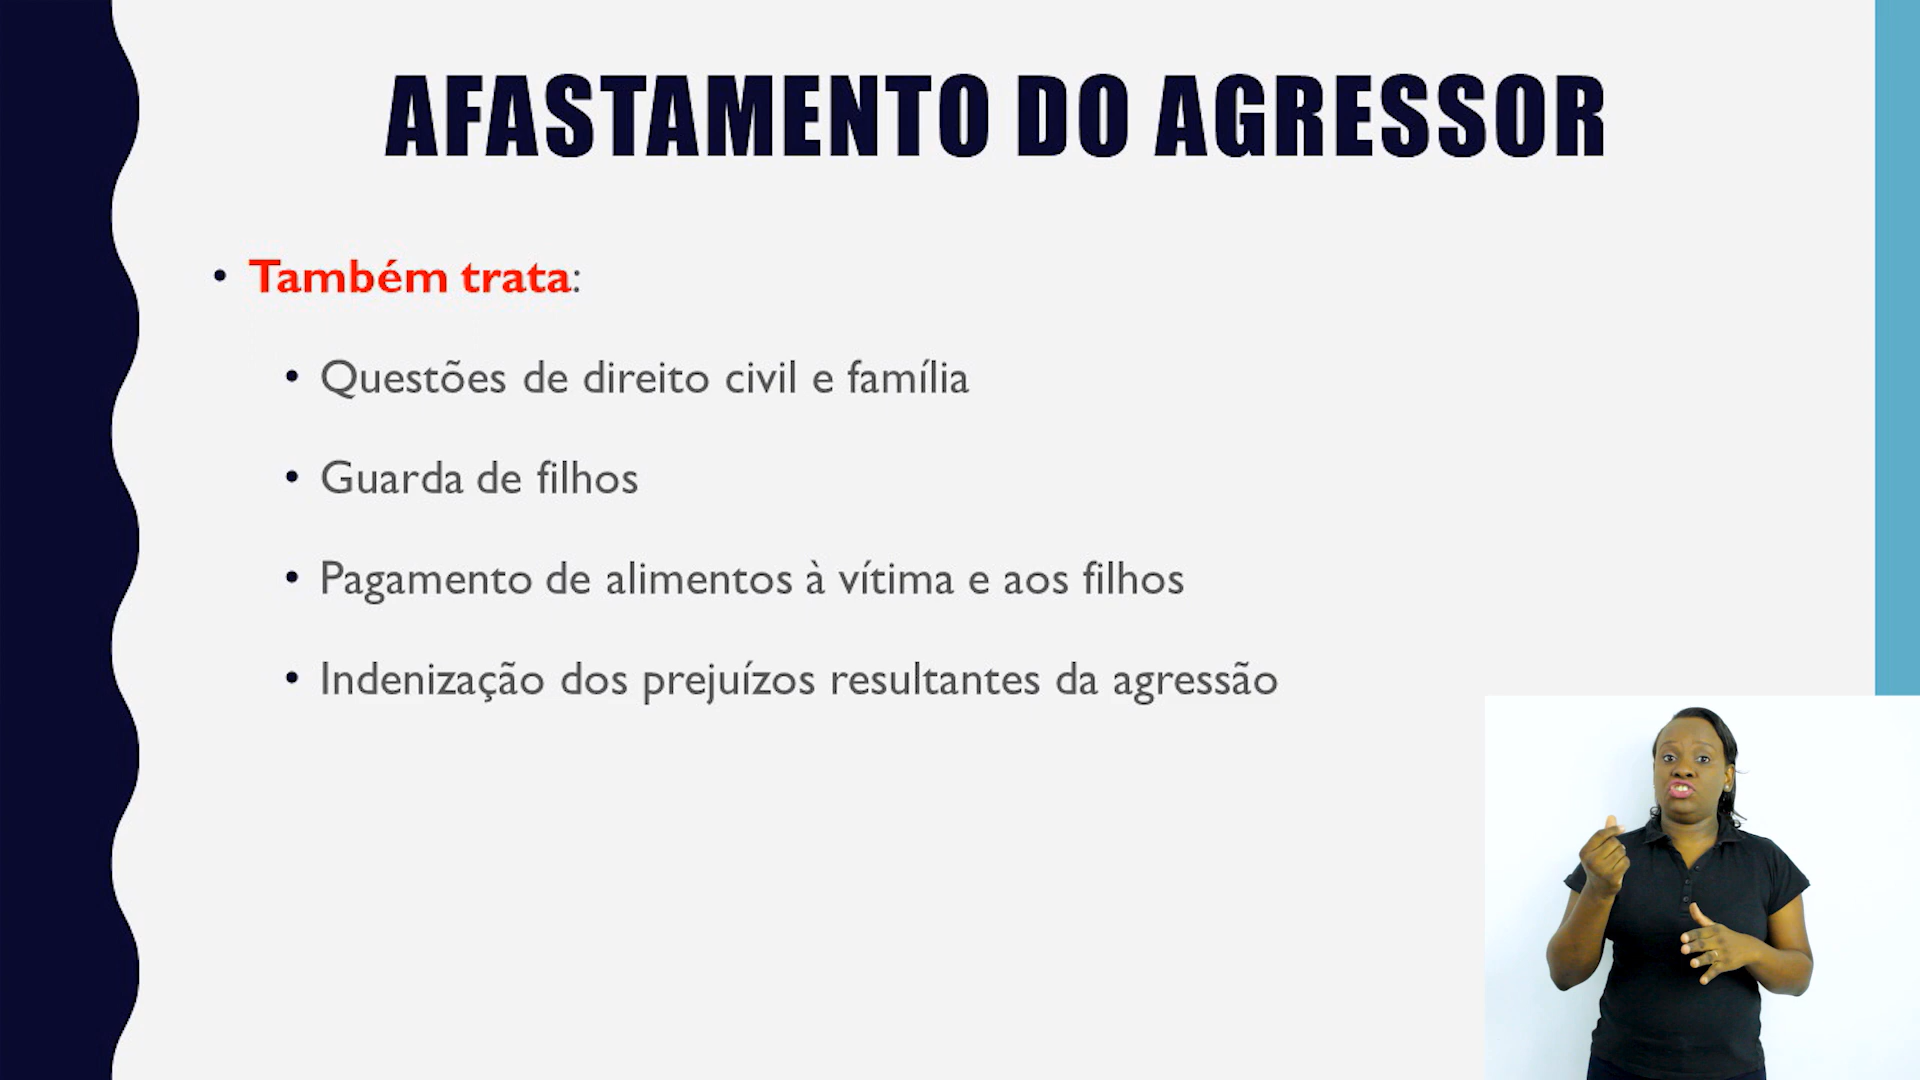 AFASTAMENTO DO AGRESSOR
• Também trata:
• Questões de direito civil e família
• Guarda de filhos
• Pagamento de alimentos à vítima e aos filhos
• Indenização dos prejuízos resultantes da agressão